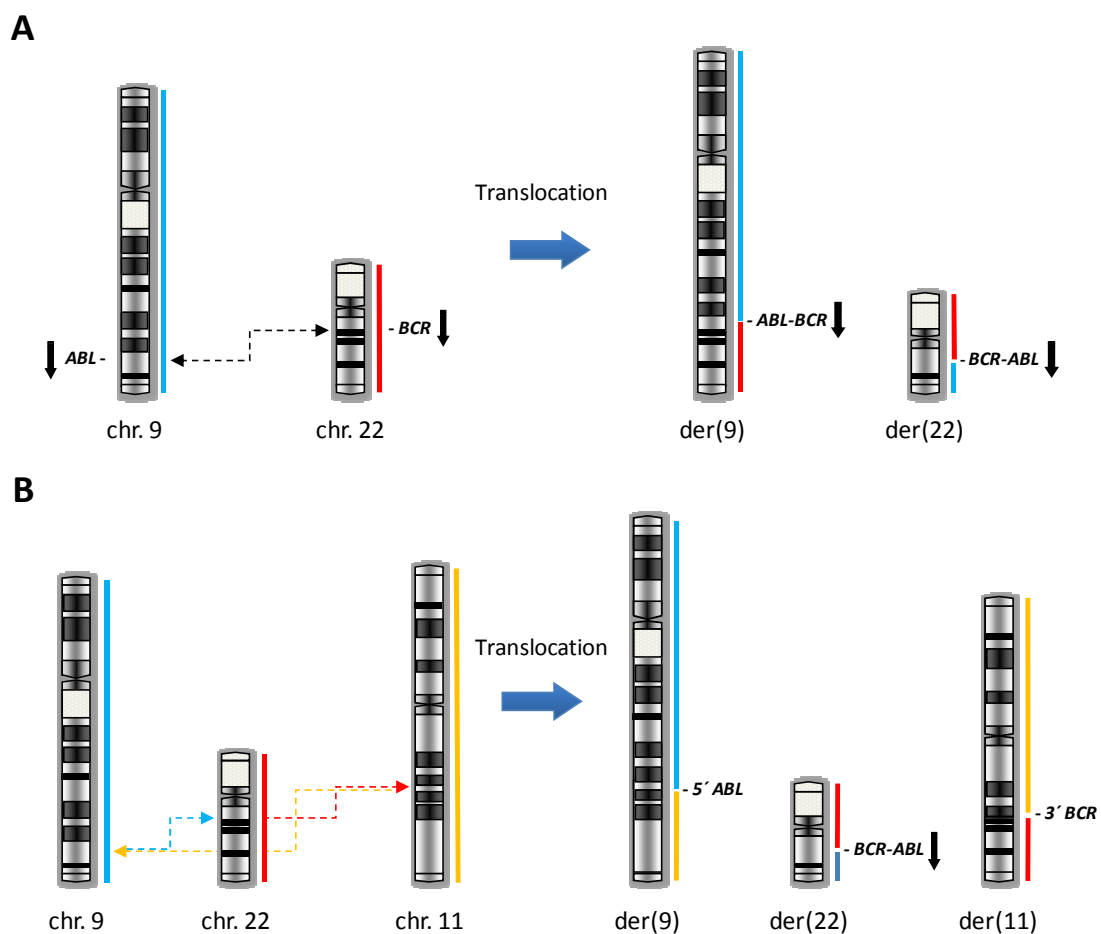 A
Translocation
ABL -
- BCR
- ABL-BCR
- BCR-ABL
chr. 9
chr. 22
der(9)
der(22)
B
Translocation
- 5´ ABL
- 3´ BCR
- BCR-ABL
chr. 9
chr. 22
chr. 11
der(9)
der(22)
der(11)